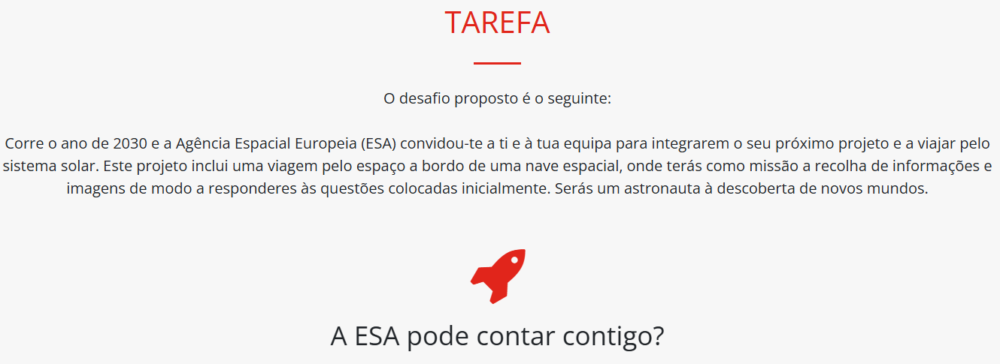 TAREFA
O desafio proposto é o seguinte:
Corre o ano de 2030 e a Agência Espacial Europeia (ESA) convidou-te a ti e à tua equipa para integrarem o seu próximo projeto e a viajar pelo
sistema solar. Este projeto inclui uma viagem pelo espaço a bordo de uma nave espacial, onde terás como missão a recolha de informações e
imagens de modo a responderes às questões colocadas inicialmente. Serás um astronauta à descoberta de novos mundos.
A ESA pode contar contigo?